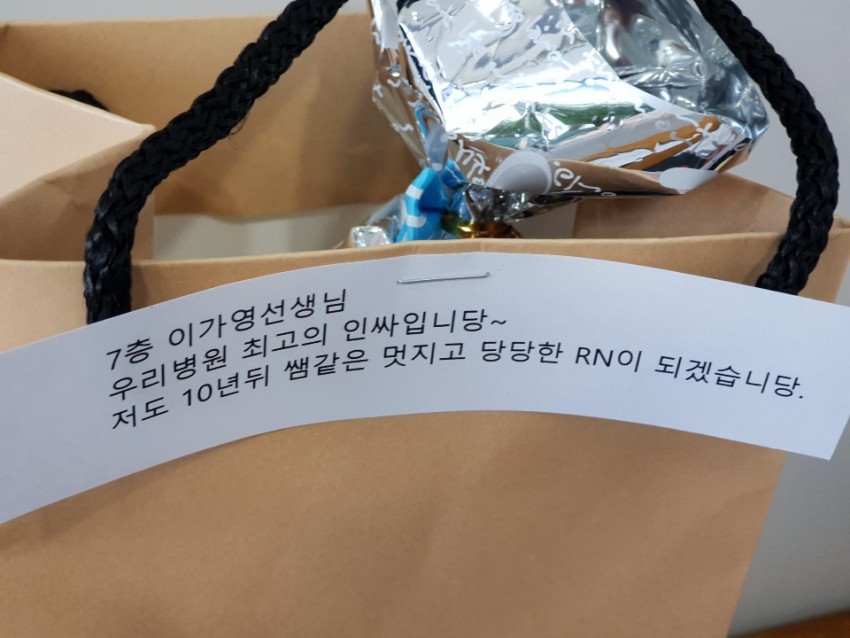 7층 이가영선생님
우리병원 최고의 인싸입니당~
저도 10년뒤 쌤같은 멋지고 당당한 RN이 되겠습니당.